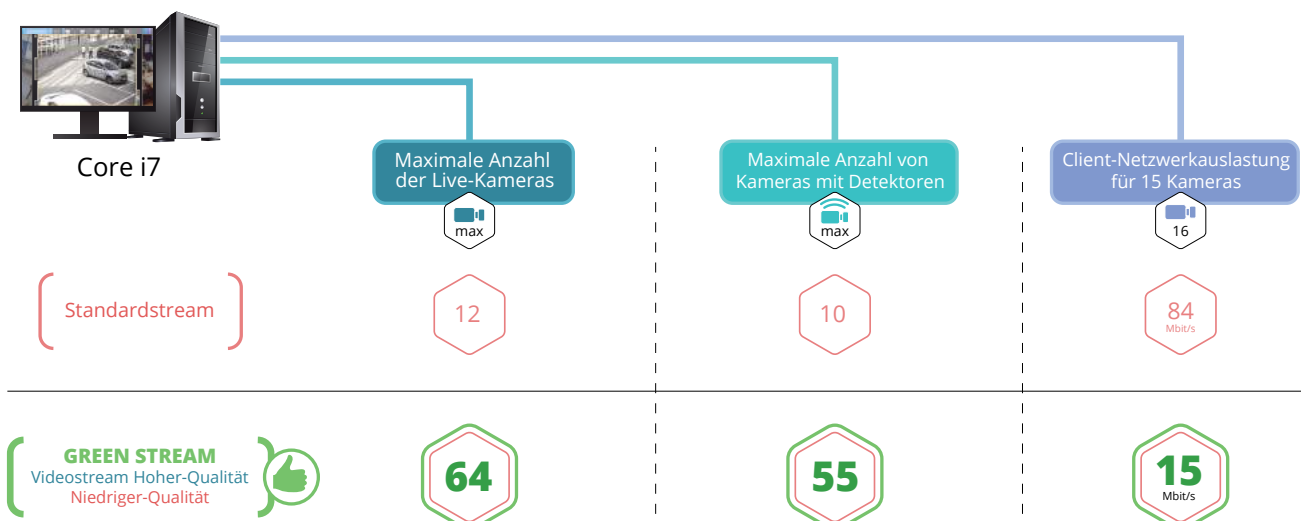 Core i7
Maximale Anzahl
der Live-Kameras
max
Maximale Anzahl von
Kameras mit Detektoren
max
Client-Netzwerkauslastung
für 15 Kameras
16
Standardstream
12
10
84
Mbit/s
GREEN STREAM
Videostream Hoher-Qualität
Niedriger-Qualität
64
55
15
Mbit/s